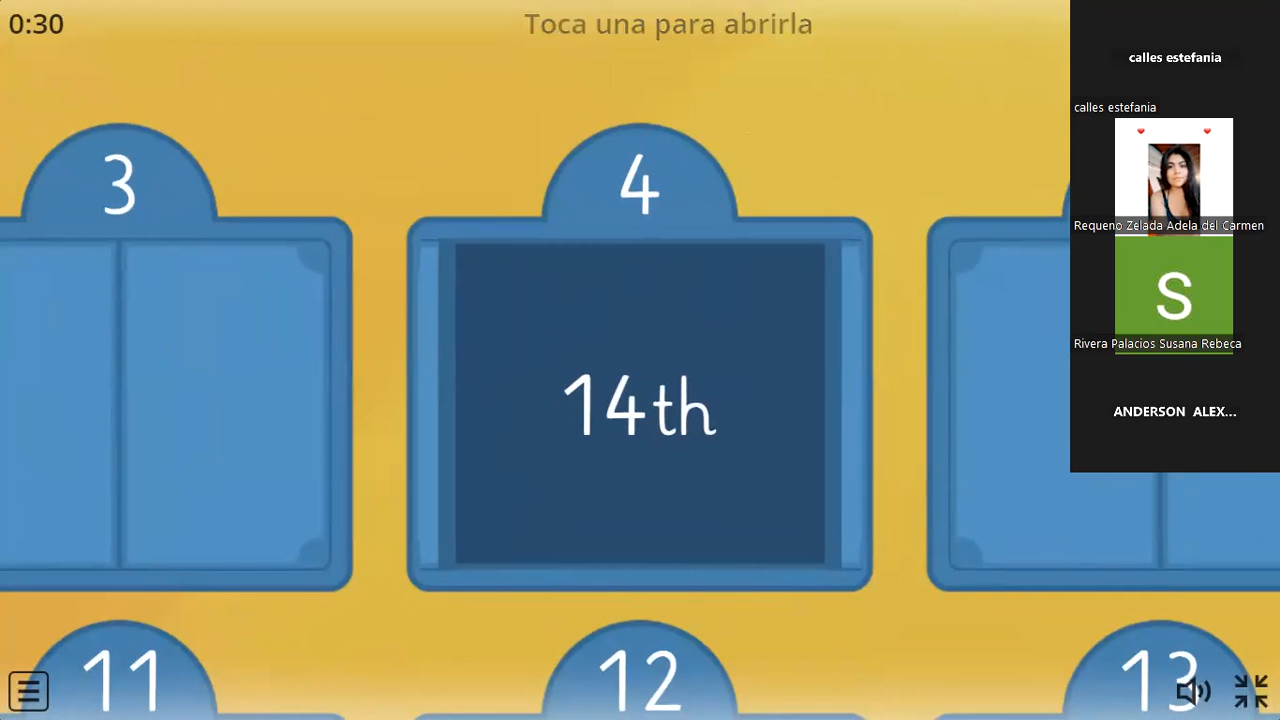 0:30
Toca una para abrirla
calles estefania
calles estefania
Requeno Zelada Adela del Carmen
S
Rivera Palacios Susana Rebeca
ANDERSON ALEX...
3
4
14th
11
12
13